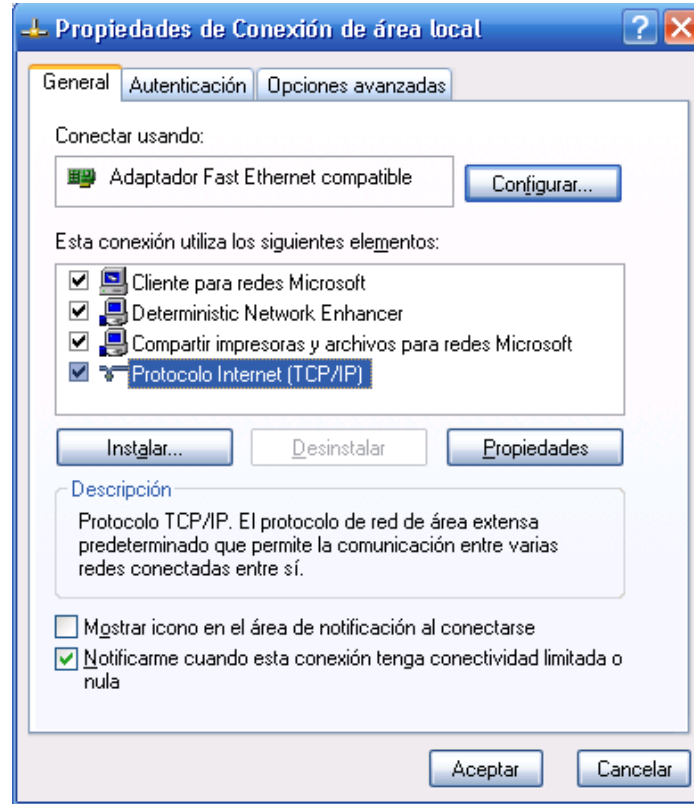 Propiedades de Conexión de área local
General Autenticación Opciones avanzadas
Conectar usando:
Adaptador Fast Ethernet compatible Configurar...
Esta conexión utiliza los siguientes elementos:
Cliente para redes Microsoft
Deterministic Network Enhancer
Compartir impresoras y archivos para redes Microsoft
Protocolo Internet (TCP/IP)
Instalar... Desinstalar Propiedades
Descripción
Protocolo TCP/IP. El protocolo de red de área extensa
predeterminado que permite la comunicación entre varias
redes conectadas entre sí.
Mostrar icono en el área de notificación al conectarse
Notificarme cuando esta conexión tenga conectividad limitada o
nula
Aceptar Cancelar